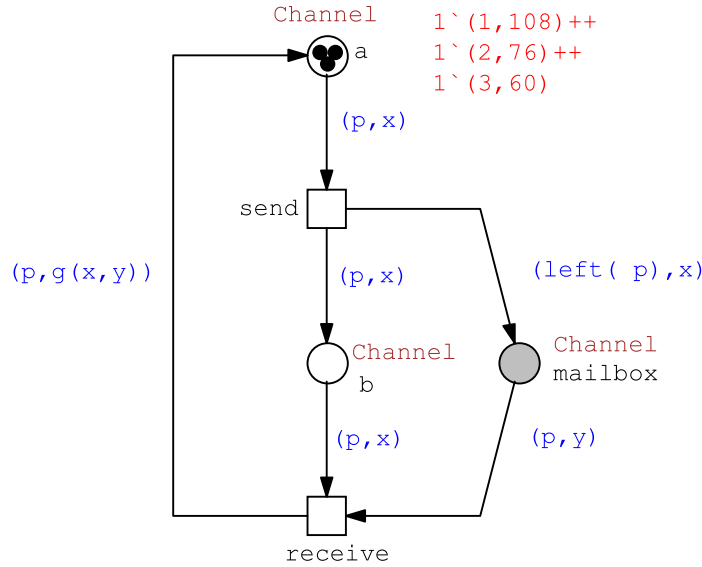 Channel
1`(1,108)++
a
1`(2,76)++
1`(3,60)
(p,x)
send
(p,g(x,y))
(p,x)
(left( p),x)
Channel
b
Channel
mailbox
(p,x)
(p,y)
receive